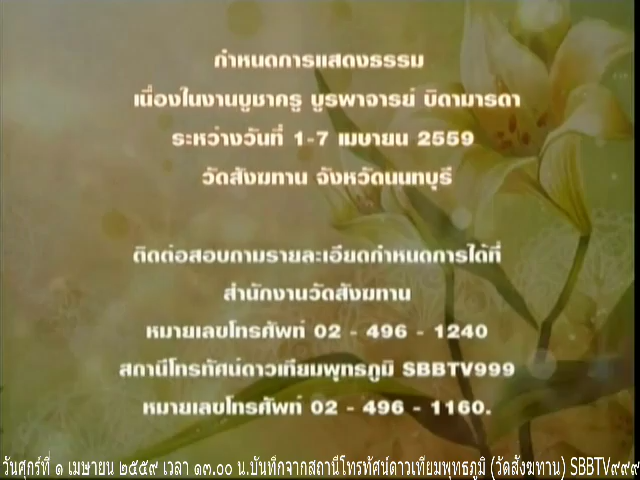 กำหนดการแสดงธรรม
เนื่องในงานบูชาครู บูรพาจารย์ บิดามารดา
ระหว่างวันที่ 1-7 เมษายน 2559
วัดสังฆทาน จังหวัดนนทบุรี
ติดต่อสอบถามรายละเอียดกำหนดการได้ที่
สำนักงานวัดสังฆทาน
หมายเลขโทรศัพท์ 02 - 496 - 1240
สถานีโทรทัศน์ดาวเทียมพุทธภูมิ SBBTV999
หมายเลขโทรศัพท์ 02 - 496 - 1160.
วันศุกร์ที่ ๑ เมษายน ๒๕๕๙ เวลา ๑๓.๐๐ น.บันทึกจากสถานีโทรทัศน์ดาวเทียมพุทธภูมิ (วัดสังฆทาน) SBBTV๙๙๙